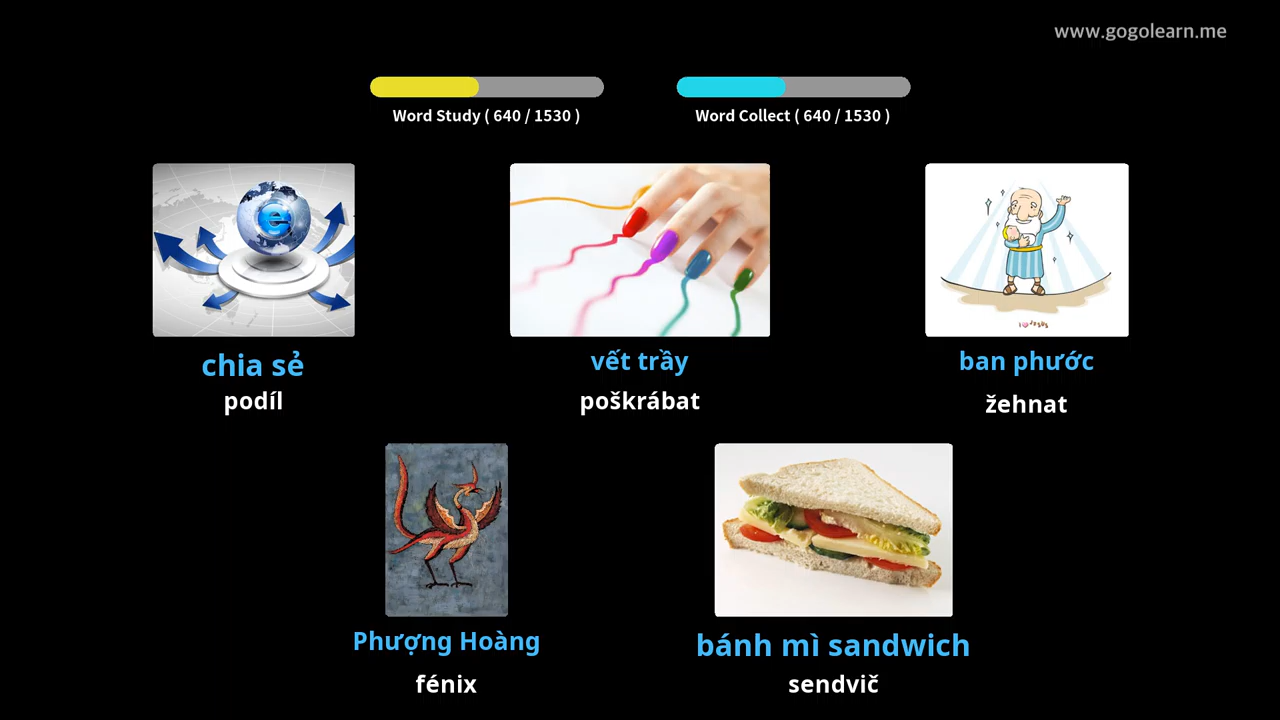 www.gogolearn.me
Word Study ( 640 / 1530 )
Word Collect ( 640 / 1530 )
e
chia sẻ
vết trầy
ban phước
podíl
poškrábat
žehnat
I ♥ JESUS
Phượng Hoàng
bánh mì sandwich
fénix
sendvič